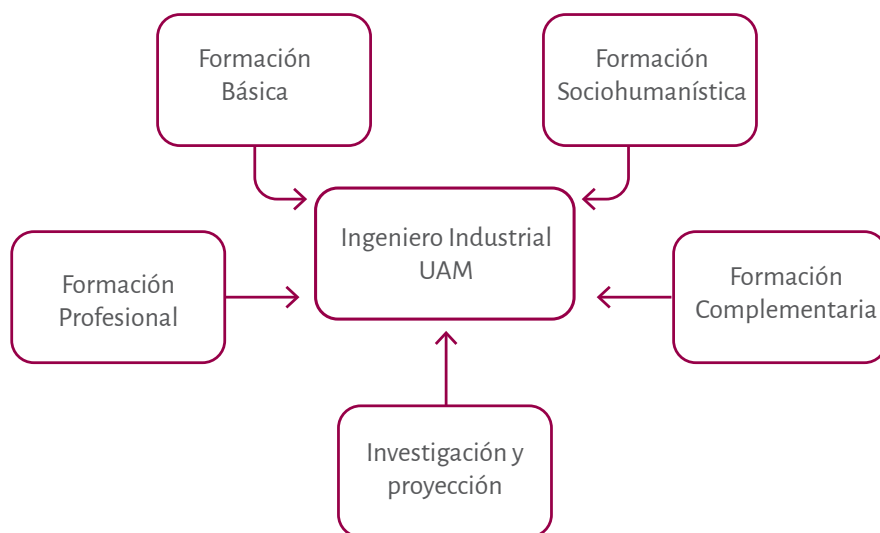 Formación
Básica
Formación
Sociohumanística
Ingeniero Industrial
UAM
Formación
Profesional
Formación
Complementaria
Investigación y
proyección